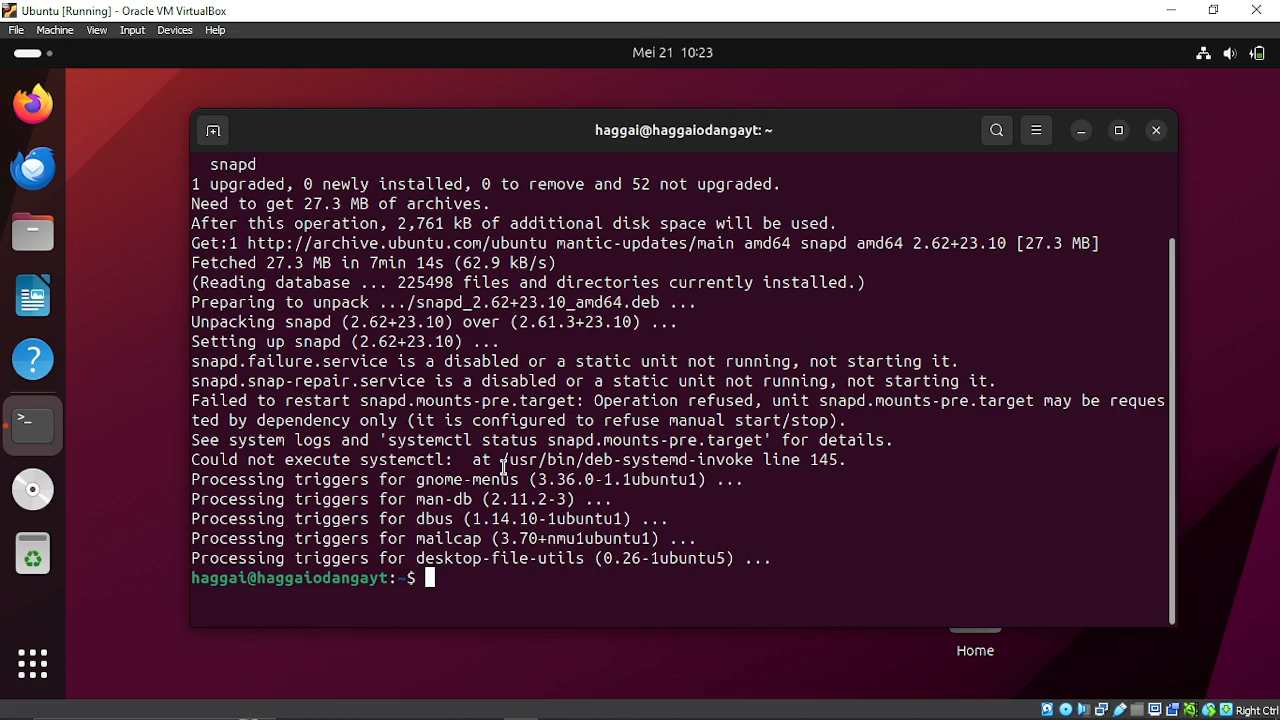 Ubuntu [Running] - Oracle VM VirtualBox
File Machine View Input Devices Help
Mei 21 10:23
haggai@haggaiodangayt: ~
snapd
1 upgraded, 0 newly installed, 0 to remove and 52 not upgraded.
Need to get 27.3 MB of archives.
After this operation, 2,761 kB of additional disk space will be used.
Get:1 http://archive.ubuntu.com/ubuntu mantic-updates/main amd64 snapd amd64 2.62+23.10 [27.3 MB]
Fetched 27.3 MB in 7min 14s (62.9 kB/s)
(Reading database ... 225498 files and directories currently installed.)
Preparing to unpack .../snapd_2.62+23.10_amd64.deb ...
Unpacking snapd (2.62+23.10) over (2.61.3+23.10) ...
Setting up snapd (2.62+23.10) ...
snapd.failure.service is a disabled or a static unit not running, not starting it.
snapd.snap-repair.service is a disabled or a static unit not running, not starting it.
Failed to restart snapd.mounts-pre.target: Operation refused, unit snapd.mounts-pre.target may be reques
ted by dependency only (it is configured to refuse manual start/stop).
See system logs and 'systemctl status snapd.mounts-pre.target' for details.
Could not execute systemctl:  at /usr/bin/deb-systemd-invoke line 145.
Processing triggers for gnome-menus (3.36.0-1.1ubuntu1) ...
Processing triggers for man-db (2.11.2-3) ...
Processing triggers for dbus (1.14.10-1ubuntu1) ...
Processing triggers for mailcap (3.70+nmu1ubuntu1) ...
Processing triggers for desktop-file-utils (0.26-1ubuntu5) ...
haggai@haggaiodangayt:~$
Home
Right Ctrl